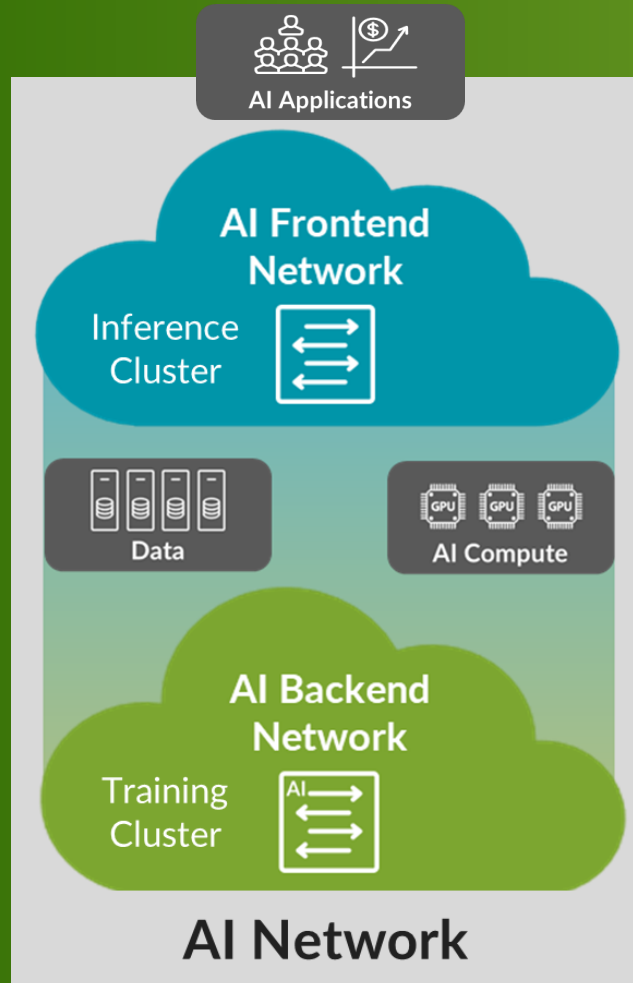 $
AI Applications
AI Frontend
Network
Inference
Cluster
Data
GPU GPU GPU
AI Compute
AI Backend
Network
Training
Cluster
AI
AI Network